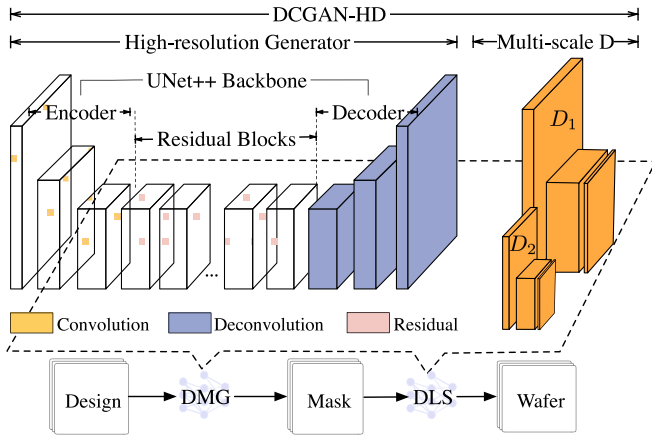 DCGAN-HD
High-resolution Generator
Multi-scale D
UNet++ Backbone
Encoder
Decoder
Residual Blocks
D1
D2
...
Convolution
Deconvolution
Residual
Design
DMG
Mask
DLS
Wafer